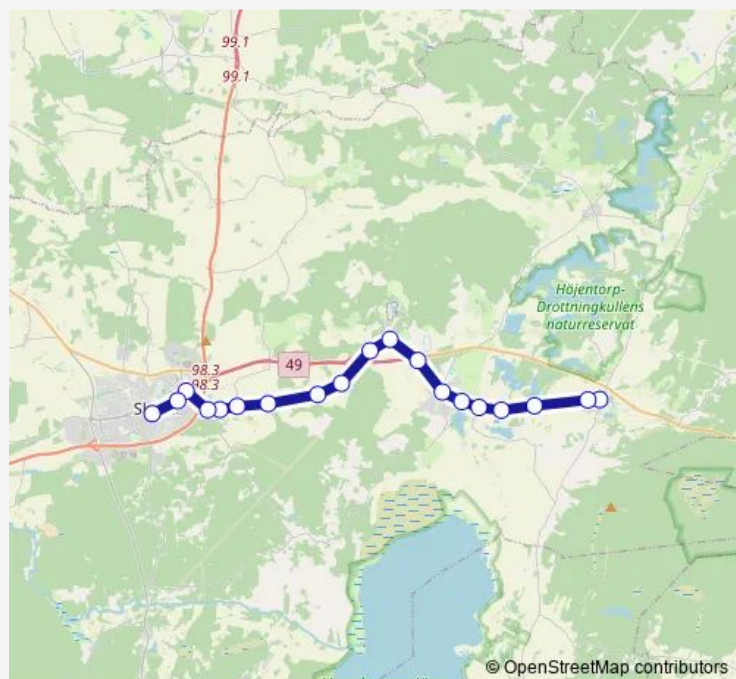 99.1
99.1
Höjentorp-
Drottningkullens
naturreservat
49
98.3
98.3
© OpenStreetMap contributors